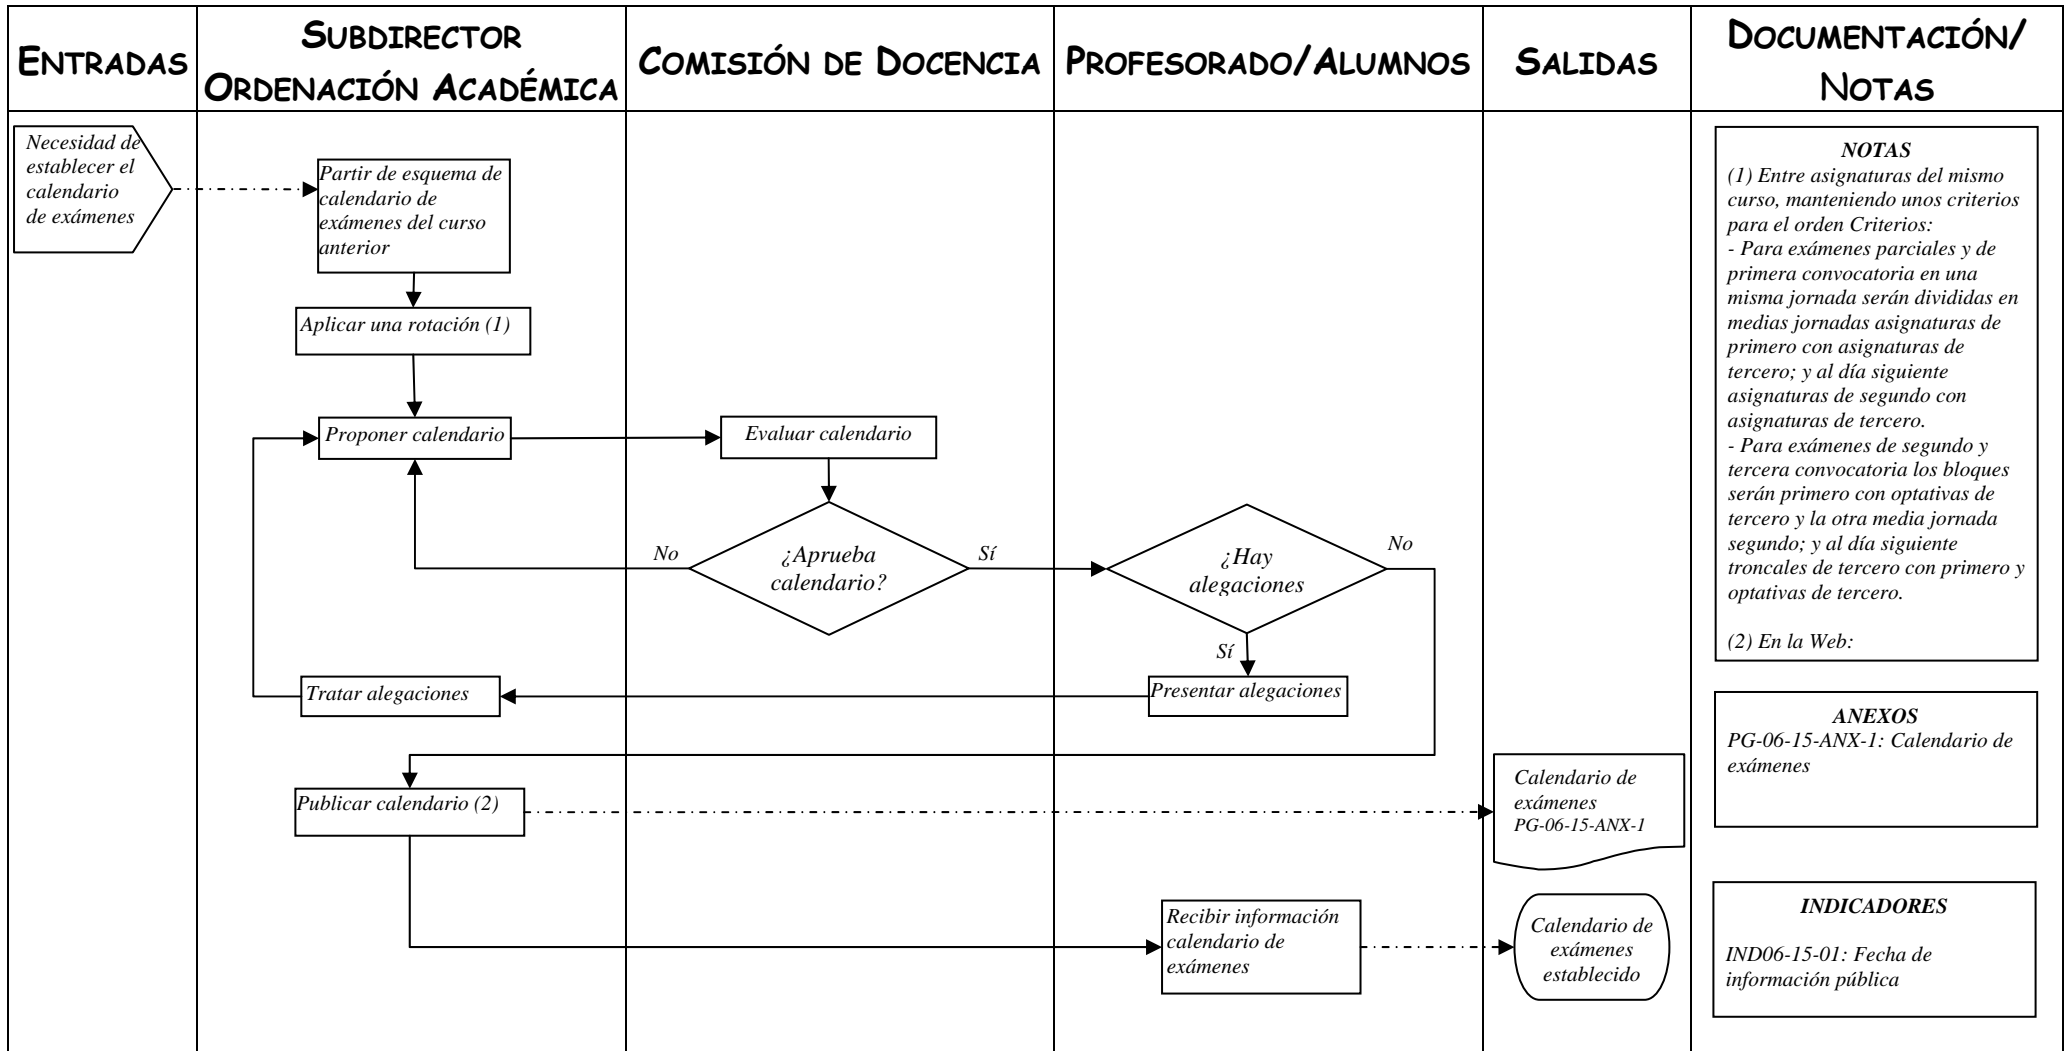 ENTRADAS
SUBDIRECTOR
ORDENACIÓN ACADÉMICA
COMISIÓN DE DOCENCIA
PROFESORADO/ALUMNOS
SALIDAS
DOCUMENTACIÓN/
NOTAS
Necesidad de
establecer el
calendario
de exámenes
Partir de esquema de
calendario de
exámenes del curso
anterior
Aplicar una rotación (1)
Proponer calendario
Evaluar calendario
¿Aprueba
calendario?
No
Sí
¿Hay
alegaciones
No
Sí
Presentar alegaciones
Tratar alegaciones
Publicar calendario (2)
Recibir información
calendario de
exámenes
Calendario de
exámenes
PG-06-15-ANX-1
Calendario de
exámenes
establecido
NOTAS
(1) Entre asignaturas del mismo
curso, manteniendo unos criterios
para el orden Criterios:
- Para exámenes parciales y de
primera convocatoria en una
misma jornada serán divididas en
medias jornadas asignaturas de
primero con asignaturas de
tercero; y al día siguiente
asignaturas de segundo con
asignaturas de tercero.
- Para exámenes de segundo y
tercera convocatoria los bloques
serán primero con optativas de
tercero y la otra media jornada
segundo; y al día siguiente
troncales de tercero con primero y
optativas de tercero.
(2) En la Web:
ANEXOS
PG-06-15-ANX-1: Calendario de
exámenes
INDICADORES
IND06-15-01: Fecha de
información pública